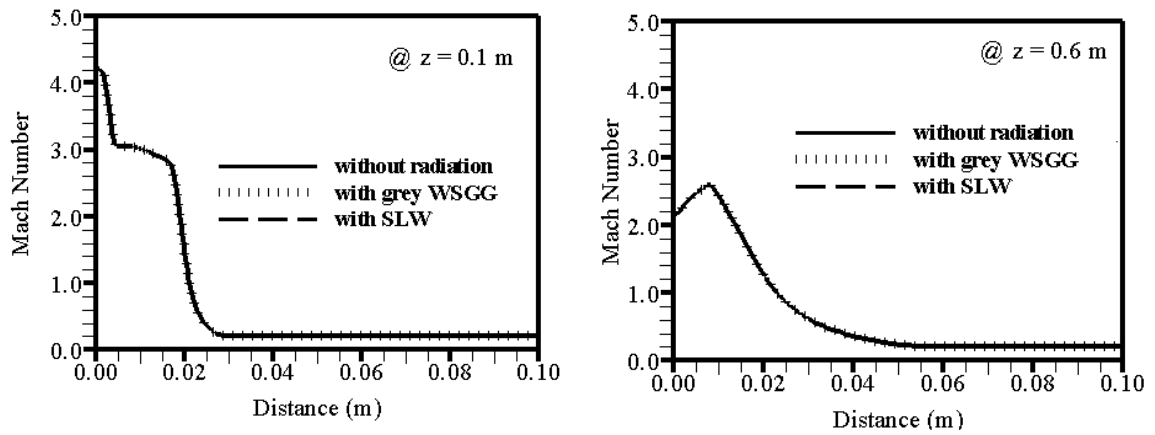 5.0
4.0
3.0
2.0
1.0
0.0
Mach Number
@ z = 0.1 m
without radiation
with grey WSGG
with SLW
0.00 0.02 0.04 0.06 0.08 0.10
Distance (m)
5.0
4.0
3.0
2.0
1.0
0.0
Mach Number
@ z = 0.6 m
without radiation
with grey WSGG
with SLW
0.00 0.02 0.04 0.06 0.08 0.10
Distance (m)